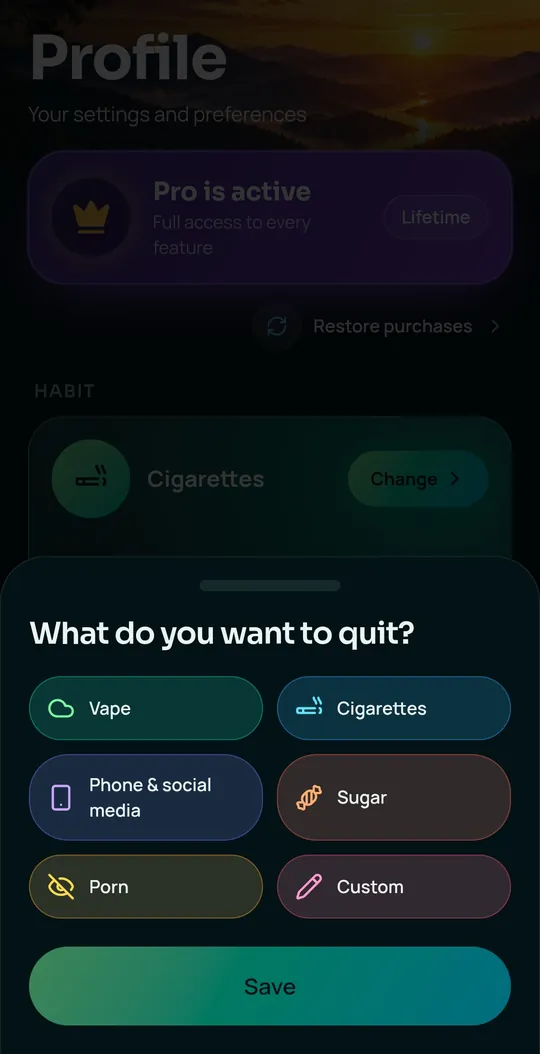 Profile
Your settings and preferences
Pro is active
Full access to every
feature
Lifetime
Restore purchases
HABIT
Cigarettes
Change
What do you want to quit?
Vape
Cigarettes
Phone & social
media
Sugar
Porn
Custom
Save